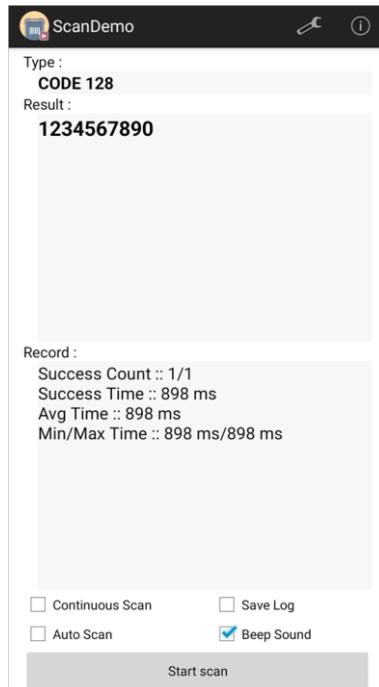 ScanDemo
Type :
CODE 128
Result :
1234567890
Record :
Success Count :: 1/1
Success Time :: 898 ms
Avg Time :: 898 ms
Min/Max Time :: 898 ms/898 ms
Continuous Scan
Save Log
Auto Scan
Beep Sound
Start scan